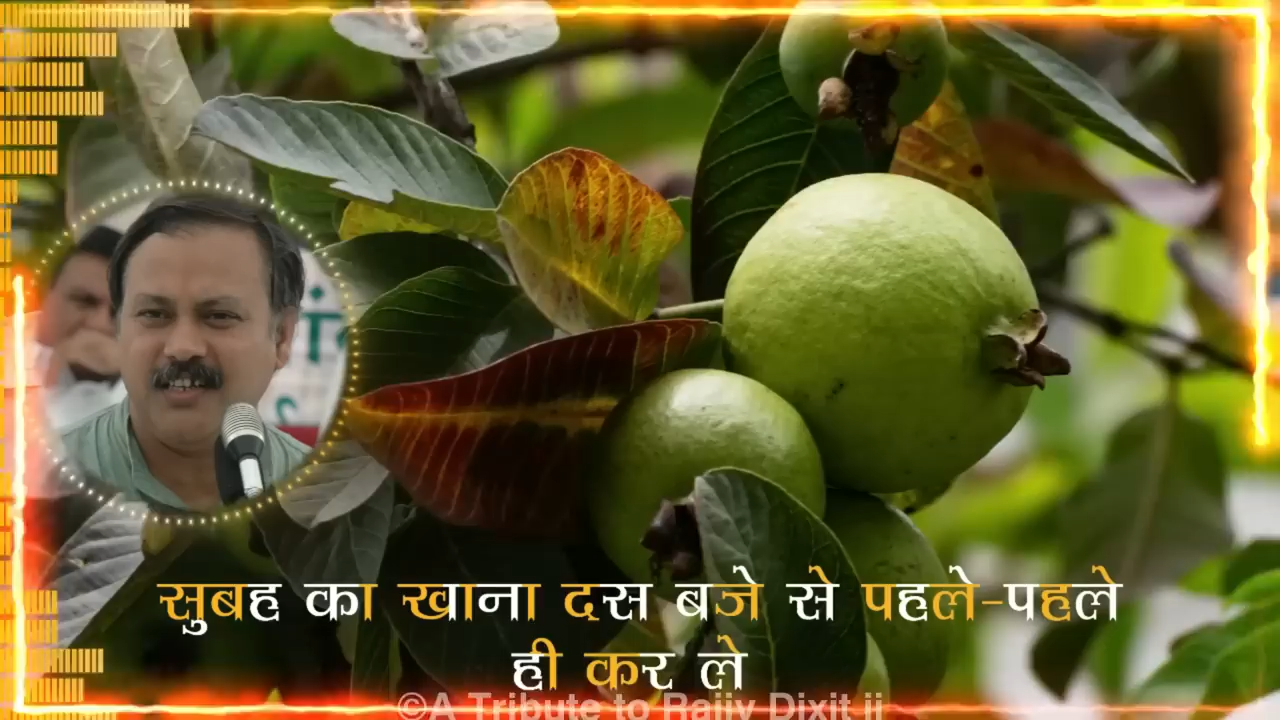 सुबह का खाना दस बजे से पहले-पहले
ही कर ले
©A Tribute to Rajiv Dixit ji